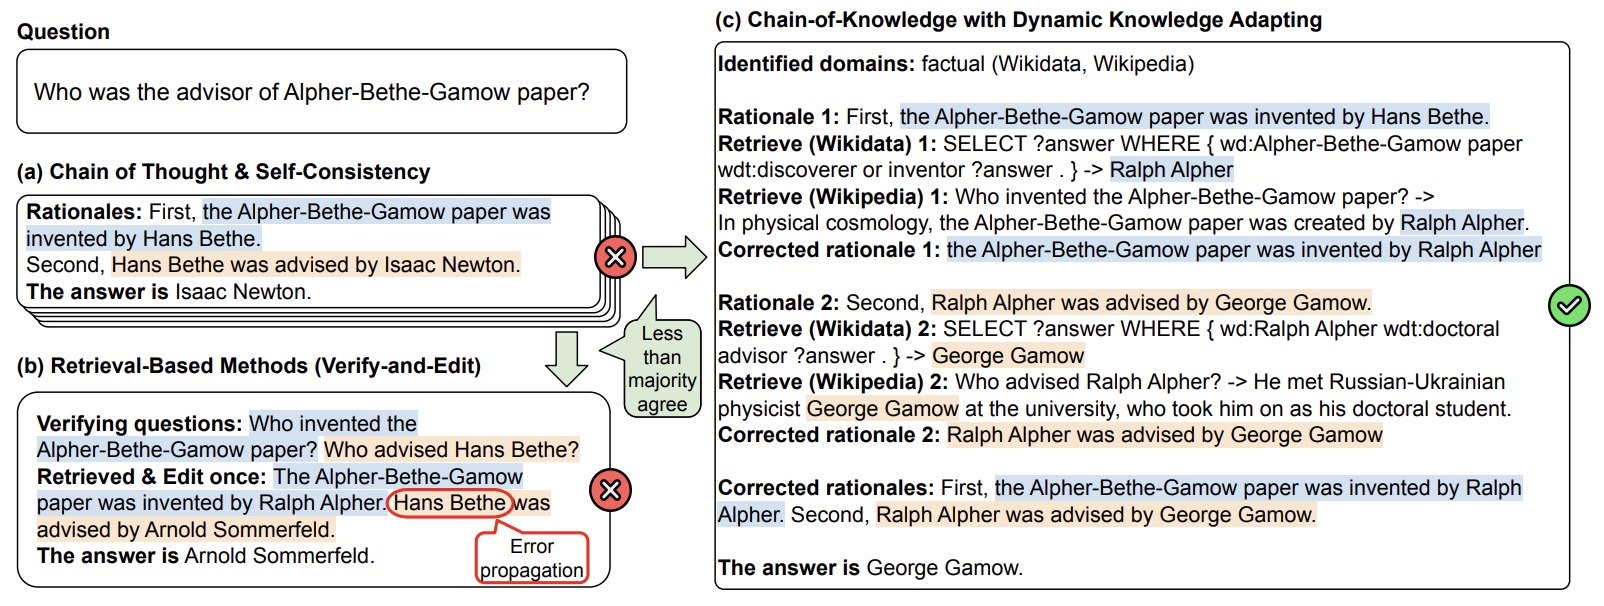 Question
Who was the advisor of Alpher-Bethe-Gamow paper?
(a) Chain of Thought & Self-Consistency
Rationales: First, the Alpher-Bethe-Gamow paper was
invented by Hans Bethe.
Second, Hans Bethe was advised by Isaac Newton.
The answer is Isaac Newton.
Less
than
majority
agree
(b) Retrieval-Based Methods (Verify-and-Edit)
Verifying questions: Who invented the
Alpher-Bethe-Gamow paper? Who advised Hans Bethe?
Retrieved & Edit once: The Alpher-Bethe-Gamow
paper was invented by Ralph Alpher. Hans Bethe was
advised by Arnold Sommerfeld.
The answer is Arnold Sommerfeld.
Error
propagation
(c) Chain-of-Knowledge with Dynamic Knowledge Adapting
Identified domains: factual (Wikidata, Wikipedia)
Rationale 1: First, the Alpher-Bethe-Gamow paper was invented by Hans Bethe.
Retrieve (Wikidata) 1: SELECT ?answer WHERE { wd:Alpher-Bethe-Gamow paper
wdt:discoverer or inventor ?answer . } -> Ralph Alpher
Retrieve (Wikipedia) 1: Who invented the Alpher-Bethe-Gamow paper? ->
In physical cosmology, the Alpher-Bethe-Gamow paper was created by Ralph Alpher.
Corrected rationale 1: the Alpher-Bethe-Gamow paper was invented by Ralph Alpher
Rationale 2: Second, Ralph Alpher was advised by George Gamow.
Retrieve (Wikidata) 2: SELECT ?answer WHERE { wd:Ralph Alpher wdt:doctoral
advisor ?answer . } -> George Gamow
Retrieve (Wikipedia) 2: Who advised Ralph Alpher? -> He met Russian-Ukrainian
physicist George Gamow at the university, who took him on as his doctoral student.
Corrected rationale 2: Ralph Alpher was advised by George Gamow
Corrected rationales: First, the Alpher-Bethe-Gamow paper was invented by Ralph
Alpher. Second, Ralph Alpher was advised by George Gamow.
The answer is George Gamow.